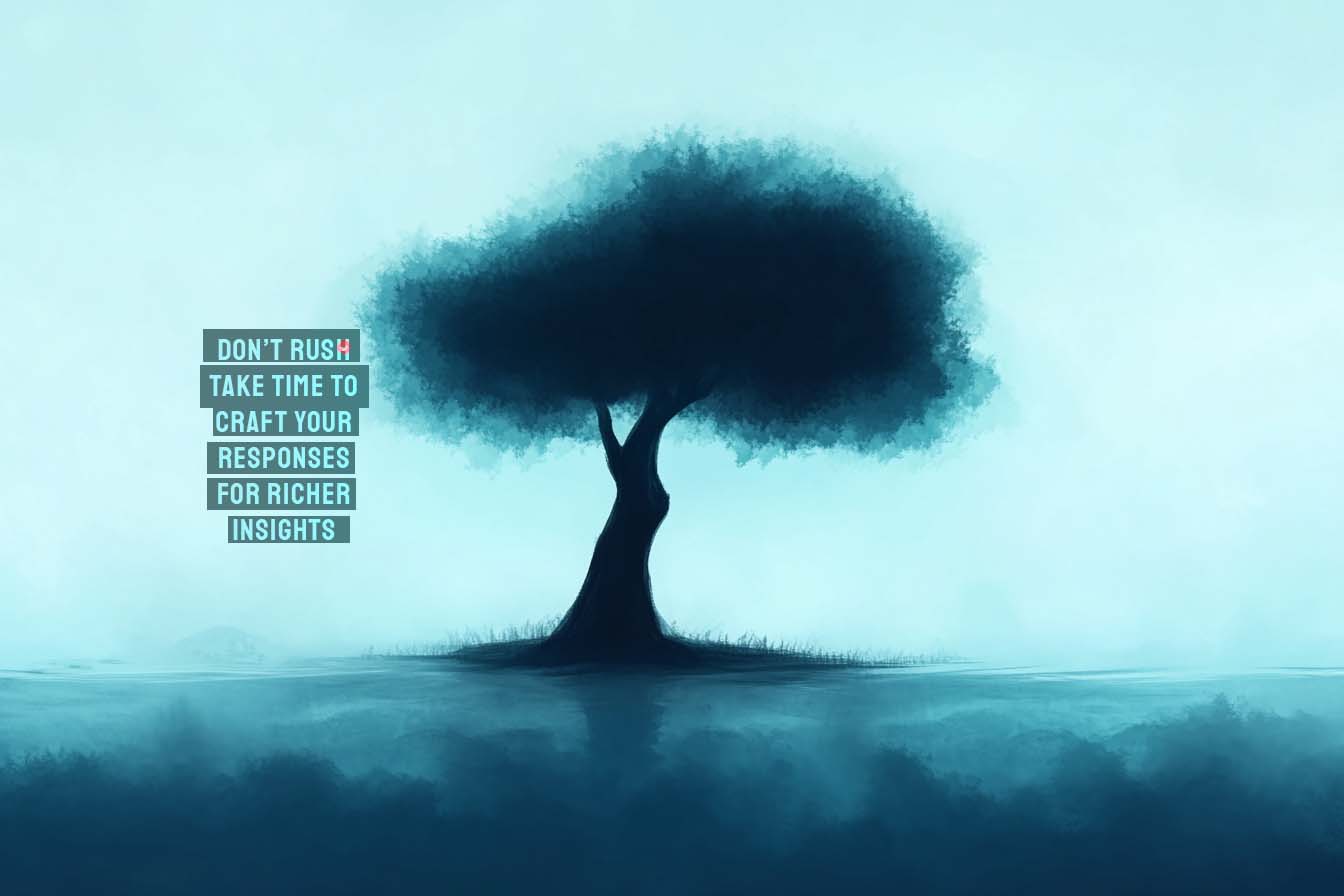 DON’T RUSH
TAKE TIME TO
CRAFT YOUR
RESPONSES
FOR RICHER
INSIGHTS